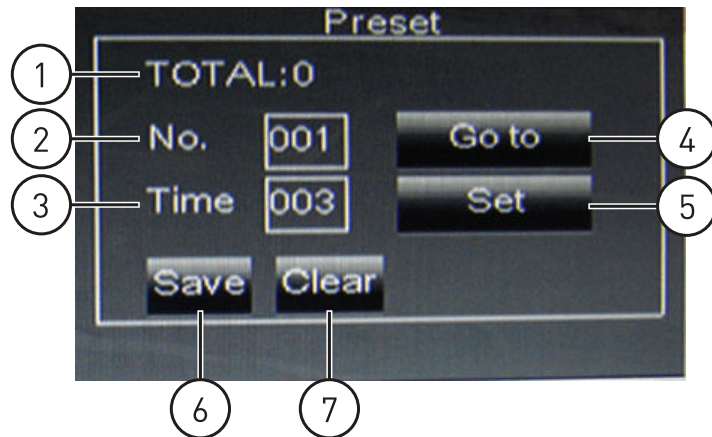 Preset
1 TOTAL:0
2 No. 001 Go to 4
3 Time 003 Set 5
Save Clear
6 7